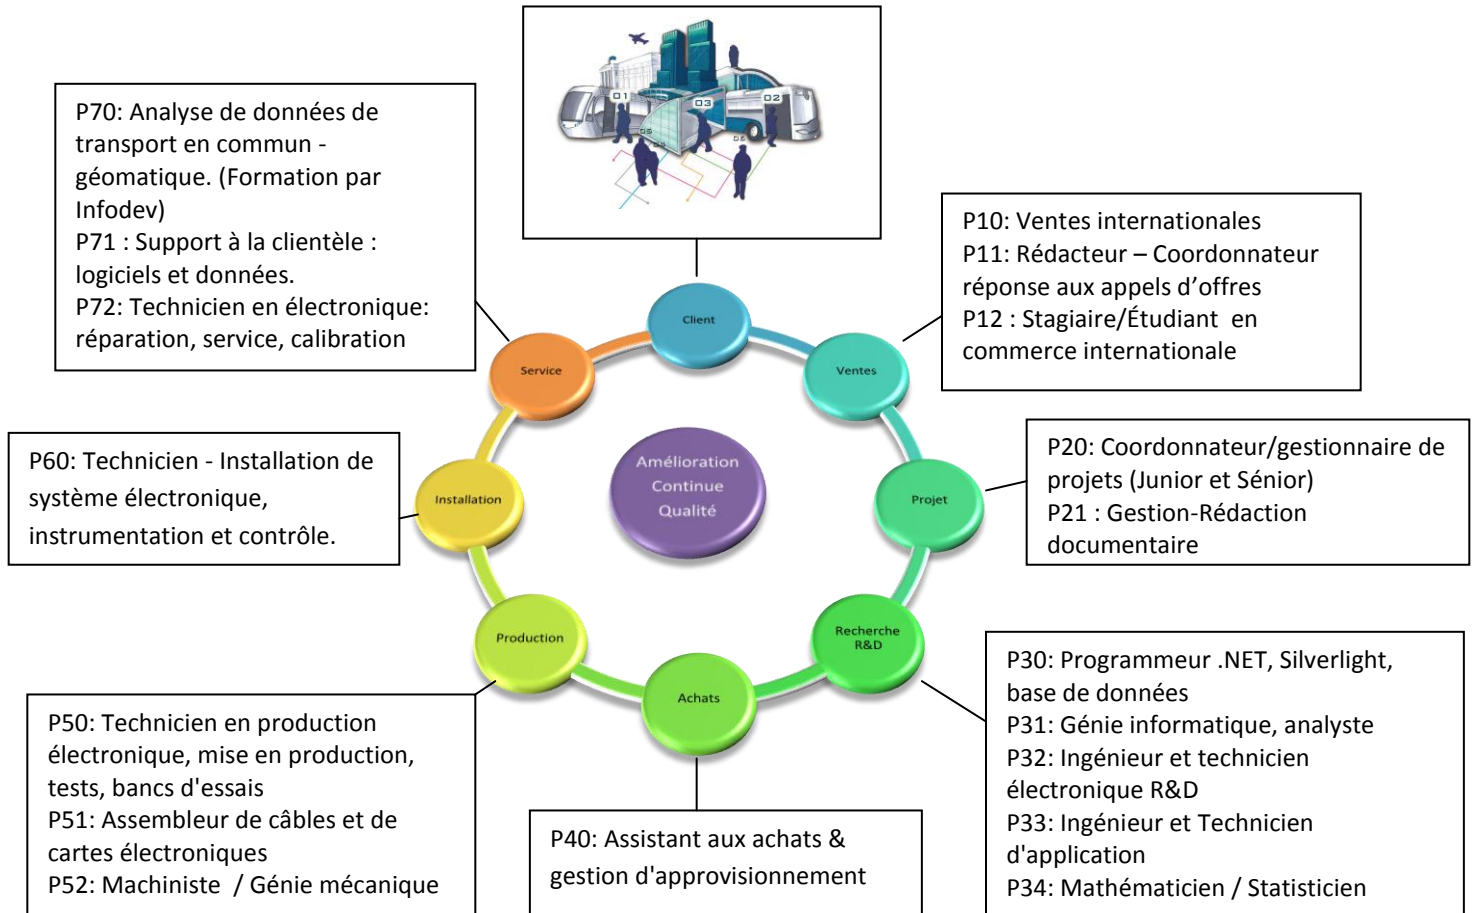 01
03
02
05
06
P70: Analyse de données de
transport en commun -
géomatique. (Formation par
Infodev)
P71 : Support à la clientèle :
logiciels et données.
P72: Technicien en électronique:
réparation, service, calibration
P10: Ventes internationales
P11: Rédacteur – Coordonnateur
réponse aux appels d’offres
P12 : Stagiaire/Étudiant en
commerce internationale
Client
Service
Ventes
P60: Technicien - Installation de
système électronique,
instrumentation et contrôle.
Installation
Amélioration
Continue
Qualité
Projet
P20: Coordonnateur/gestionnaire de
projets (Junior et Sénior)
P21 : Gestion-Rédaction
documentaire
Production
Recherche
R&D
Achats
P50: Technicien en production
électronique, mise en production,
tests, bancs d'essais
P51: Assembleur de câbles et de
cartes électroniques
P52: Machiniste / Génie mécanique
P40: Assistant aux achats &
gestion d'approvisionnement
P30: Programmeur .NET, Silverlight,
base de données
P31: Génie informatique, analyste
P32: Ingénieur et technicien
électronique R&D
P33: Ingénieur et Technicien
d'application
P34: Mathématicien / Statisticien